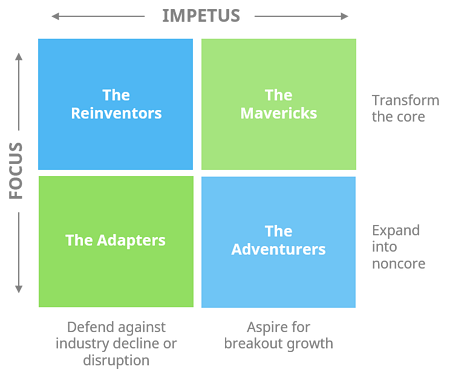 IMPETUS
FOCUS
The
Reinventors
The
Mavericks
Transform
the core
The Adapters
The
Adventurers
Expand
into
noncore
Defend against
industry decline or
disruption
Aspire for
breakout growth